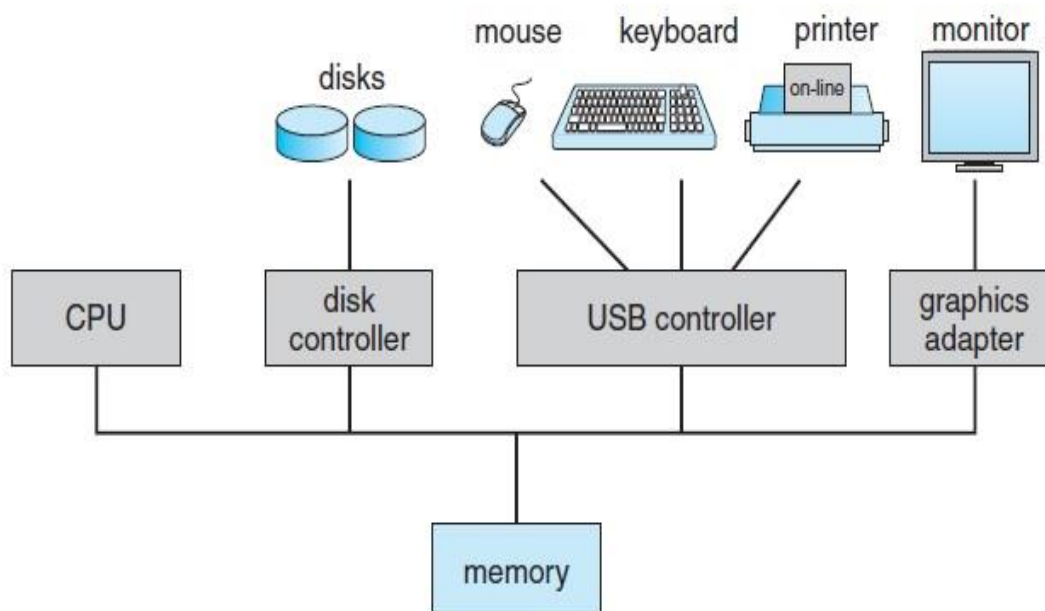 mouse
keyboard
printer
monitor
disks
on-line
CPU
disk
controller
USB controller
graphics
adapter
memory